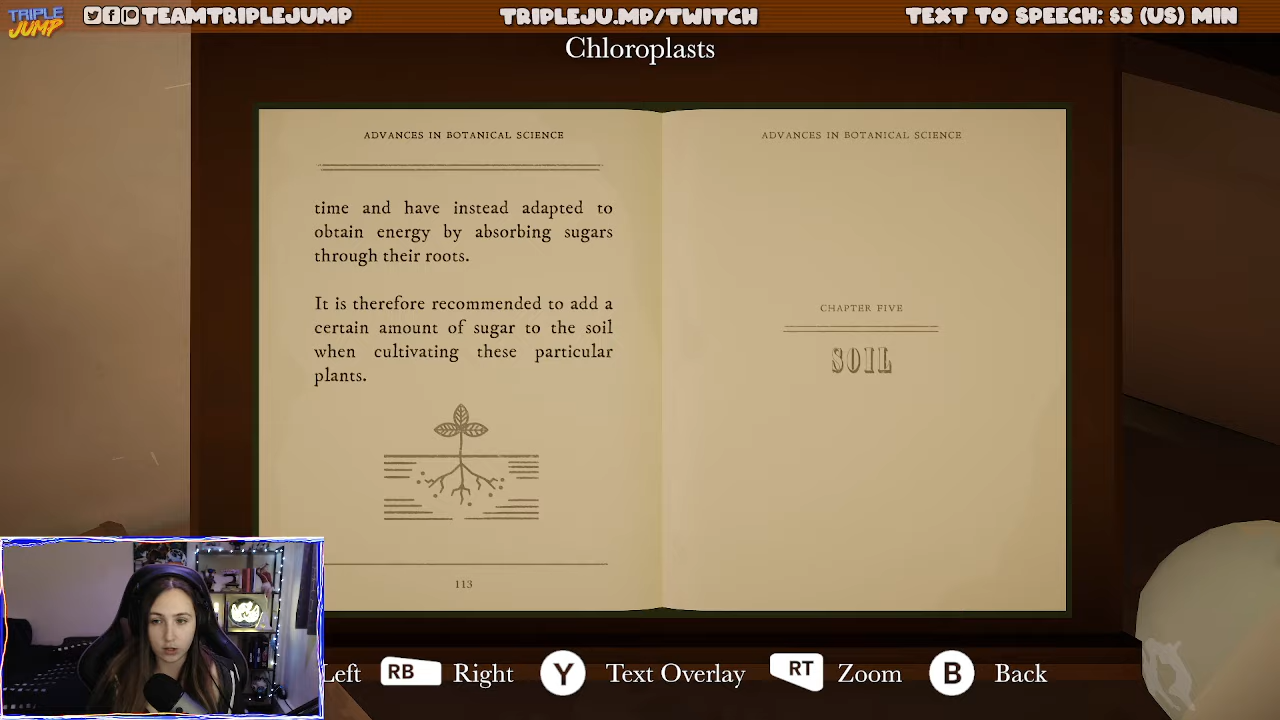 TRIPLE
JUMP
TEAMTRIPLEJUMP
TRIPLEJU.MP/TWITCH
TEXT TO SPEECH: $5 (US) MIN
Chloroplasts
ADVANCES IN BOTANICAL SCIENCE
time and have instead adapted to
obtain energy by absorbing sugars
through their roots.
It is therefore recommended to add a
certain amount of sugar to the soil
when cultivating these particular
plants.
113
ADVANCES IN BOTANICAL SCIENCE
CHAPTER FIVE
SOIL
Left RB Right Y Text Overlay RT Zoom B Back